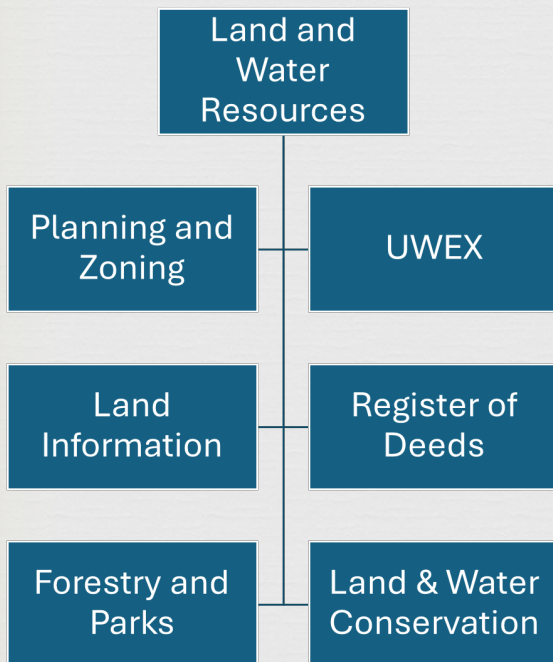 Land and
Water
Resources
Planning and
Zoning
UWEX
Land
Information
Register of
Deeds
Forestry and
Parks
Land & Water
Conservation